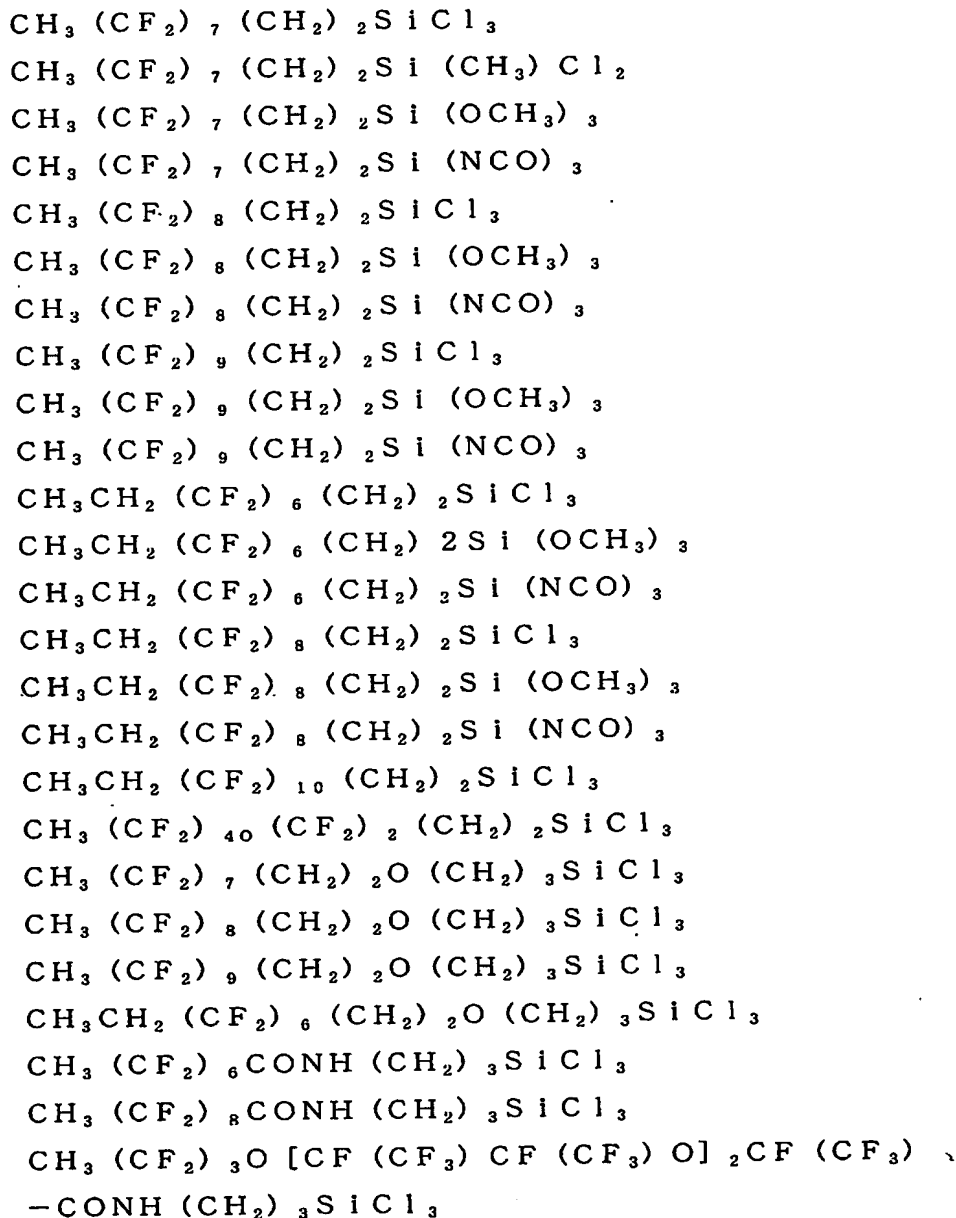 CH₃(CF₂)₇(CH₂)₂SiCl₃
CH₃(CF₂)₇(CH₂)₂Si(CH₃)Cl₂
CH₃(CF₂)₇(CH₂)₂Si(OCH₃)₃
CH₃(CF₂)₇(CH₂)₂Si(NCO)₃
CH₃(CF₂)₈(CH₂)₂SiCl₃
CH₃(CF₂)₈(CH₂)₂Si(OCH₃)₃
CH₃(CF₂)₈(CH₂)₂Si(NCO)₃
CH₃(CF₂)₉(CH₂)₂SiCl₃
CH₃(CF₂)₉(CH₂)₂Si(OCH₃)₃
CH₃(CF₂)₉(CH₂)₂Si(NCO)₃
CH₃CH₂(CF₂)₆(CH₂)₂SiCl₃
CH₃CH₂(CF₂)₆(CH₂)2Si(OCH₃)₃
CH₃CH₂(CF₂)₆(CH₂)₂Si(NCO)₃
CH₃CH₂(CF₂)₈(CH₂)₂SiCl₃
CH₃CH₂(CF₂)₈(CH₂)₂Si(OCH₃)₃
CH₃CH₂(CF₂)₈(CH₂)₂Si(NCO)₃
CH₃CH₂(CF₂)₁₀(CH₂)₂SiCl₃
CH₃(CF₂)₄₀(CF₂)₂(CH₂)₂SiCl₃
CH₃(CF₂)₇(CH₂)₂O(CH₂)₃SiCl₃
CH₃(CF₂)₈(CH₂)₂O(CH₂)₃SiCl₃
CH₃(CF₂)₉(CH₂)₂O(CH₂)₃SiCl₃
CH₃CH₂(CF₂)₆(CH₂)₂O(CH₂)₃SiCl₃
CH₃(CF₂)₆CONH(CH₂)₃SiCl₃
CH₃(CF₂)₈CONH(CH₂)₃SiCl₃
CH₃(CF₂)₃O[CF(CF₃)CF(CF₃)O]₂CF(CF₃)、
−CONH(CH₂)₃SiCl₃